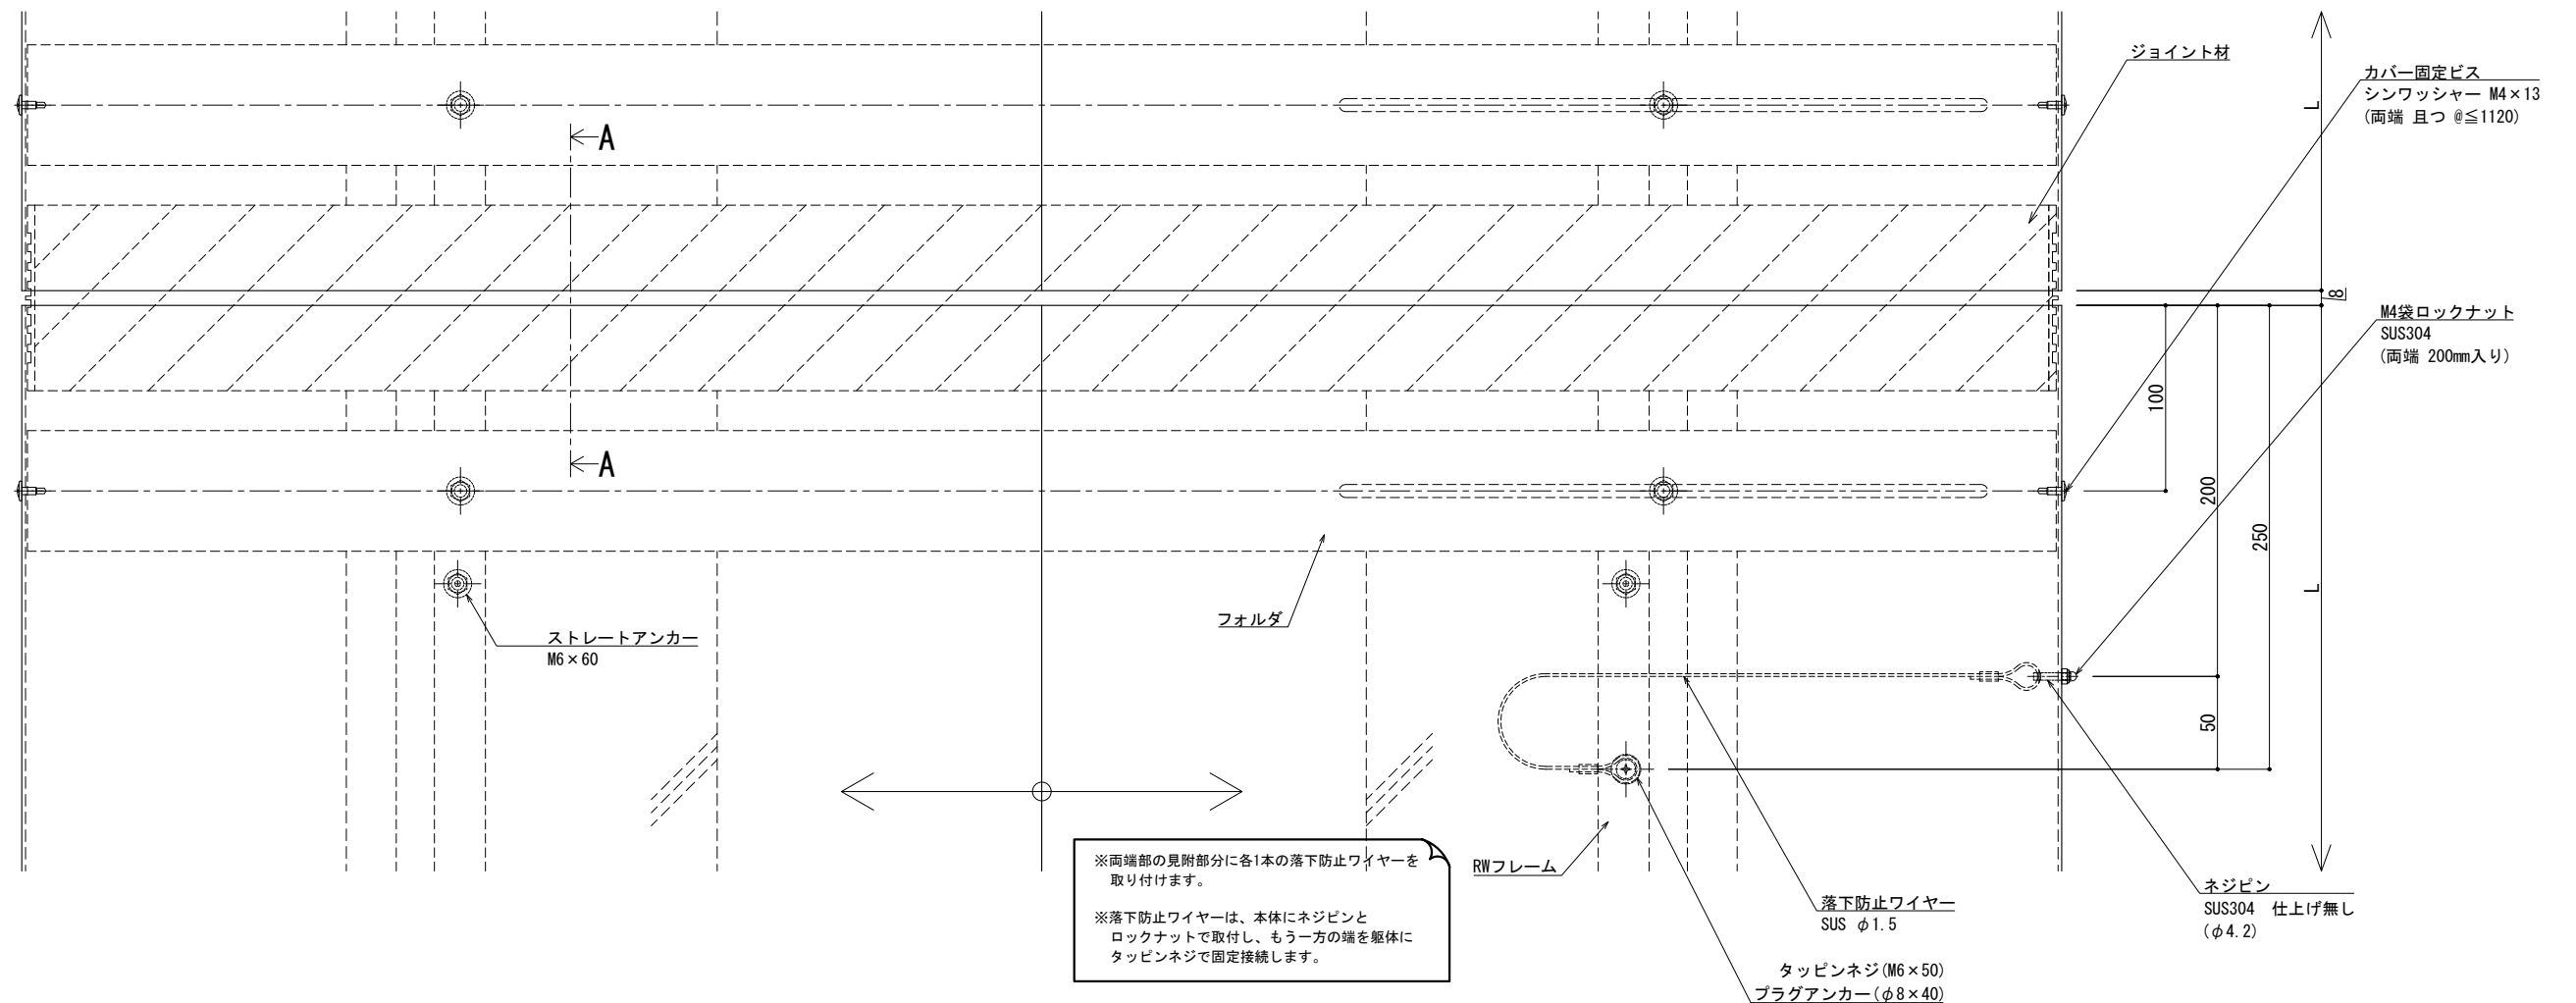 ジョイント材
カバー固定ビス
シンワッシャー M4×13
(両端 且つ @≦1120)
L
A
8
M4袋ロックナット
SUS304
(両端 200mm入り)
100
A
200
250
L
フォルダ
ストレートアンカー
M6×60
50
※両端部の見附部分に各1本の落下防止ワイヤーを
取り付けます。
※落下防止ワイヤーは、本体にネジピンと
ロックナットで取付し、もう一方の端を躯体に
タッピンネジで固定接続します。
RWフレーム
落下防止ワイヤー
SUS φ1.5
ネジピン
SUS304 仕上げ無し
(φ4.2)
タッピンネジ(M6×50)
プラグアンカー(φ8×40)